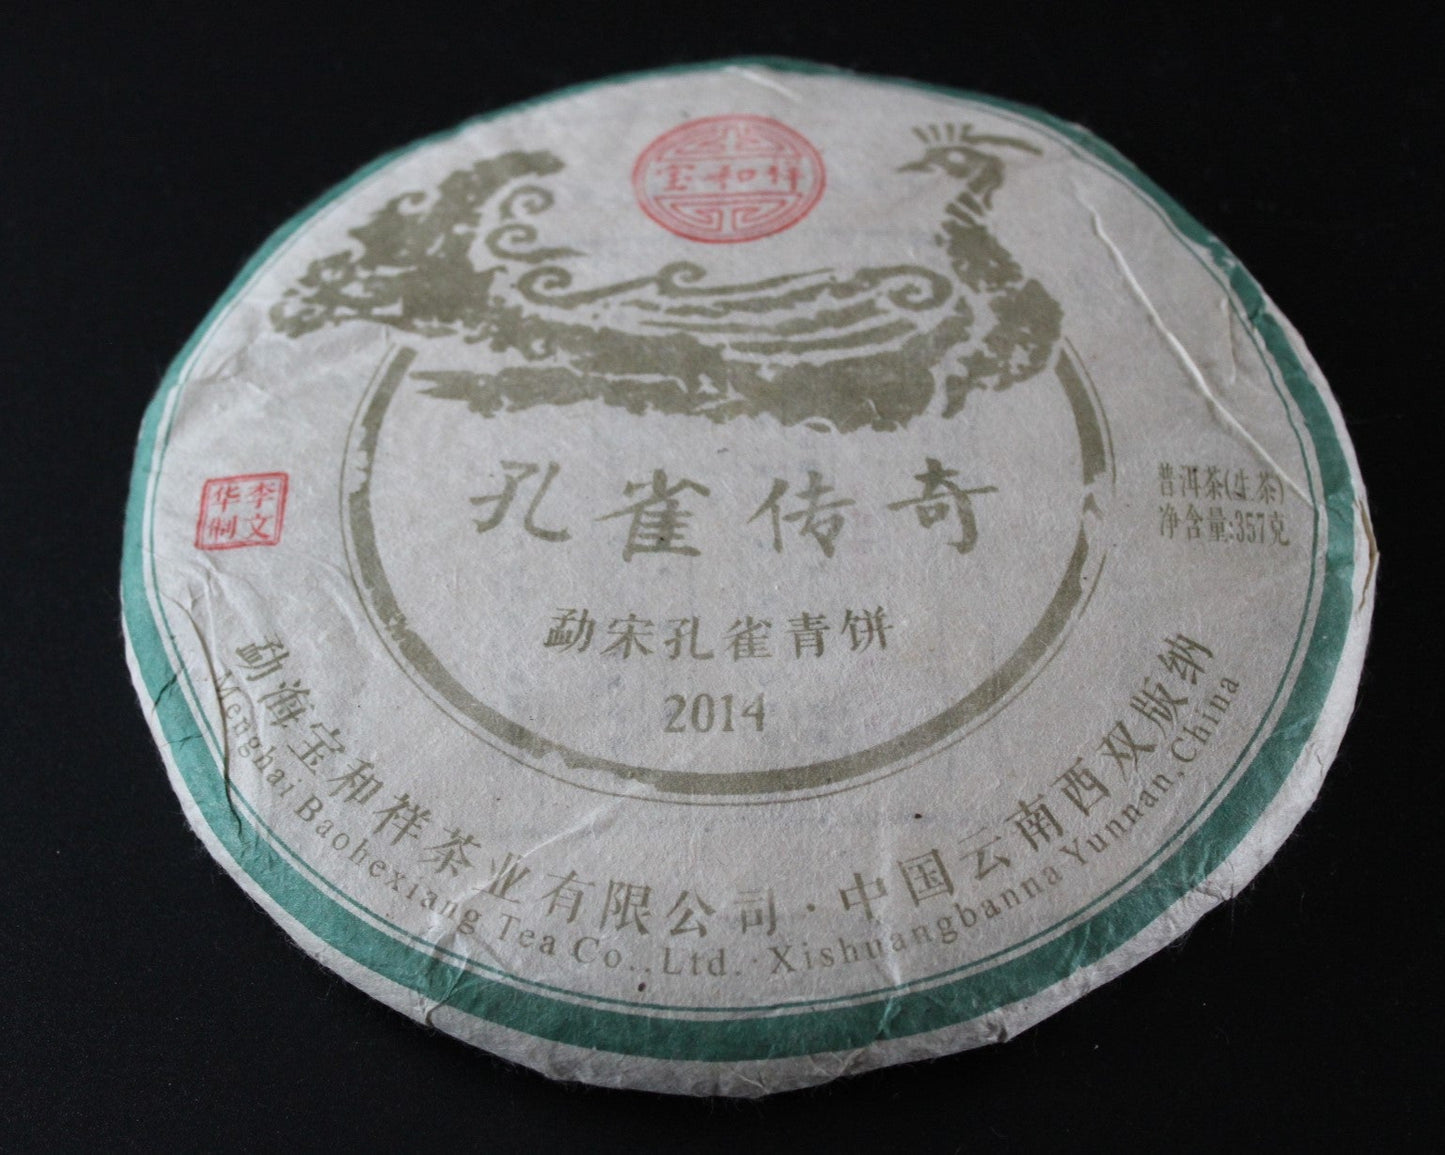 宝和祥
孔雀传奇
李文
华制
普洱茶(生茶)
净含量:357克
勐宋孔雀青饼
2014
勐海宝和祥茶业有限公司·中国云南西双版纳
Menghai Baohexiang Tea Co.,Ltd.·Xishuangbanna Yunnan,China